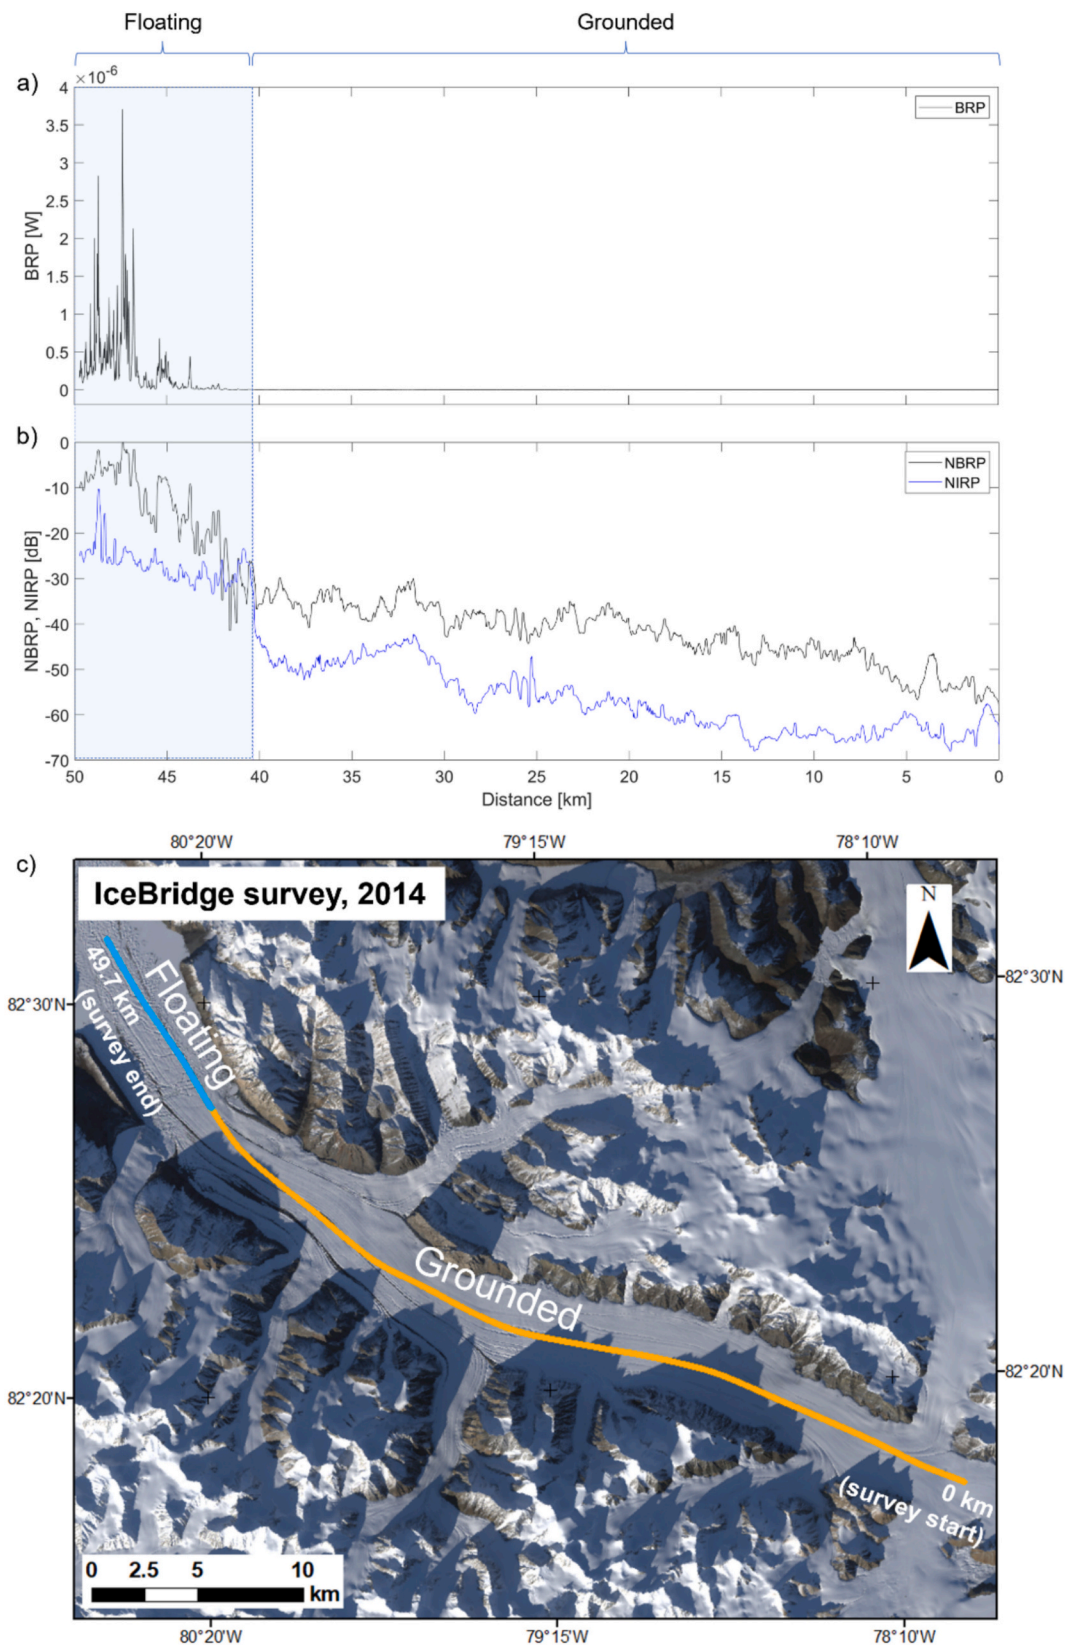 Floating
Grounded
a)
×10⁻⁶
4
3.5
3
2.5
2
1.5
1
0.5
0
BRP [W]
BRP
b)
0
-10
-20
-30
-40
-50
-60
-70
NBRP, NIRP [dB]
NBRP
NIRP
50 45 40 35 30 25 20 15 10 5 0
Distance [km]
c)
80°20'W 79°15'W 78°10'W
IceBridge survey, 2014
N
82°30'N
82°30'N
Floating
49.7 km
(survey end)
Grounded
82°20'N
82°20'N
0 km
(survey start)
0 2.5 5 10
km
80°20'W 79°15'W 78°10'W